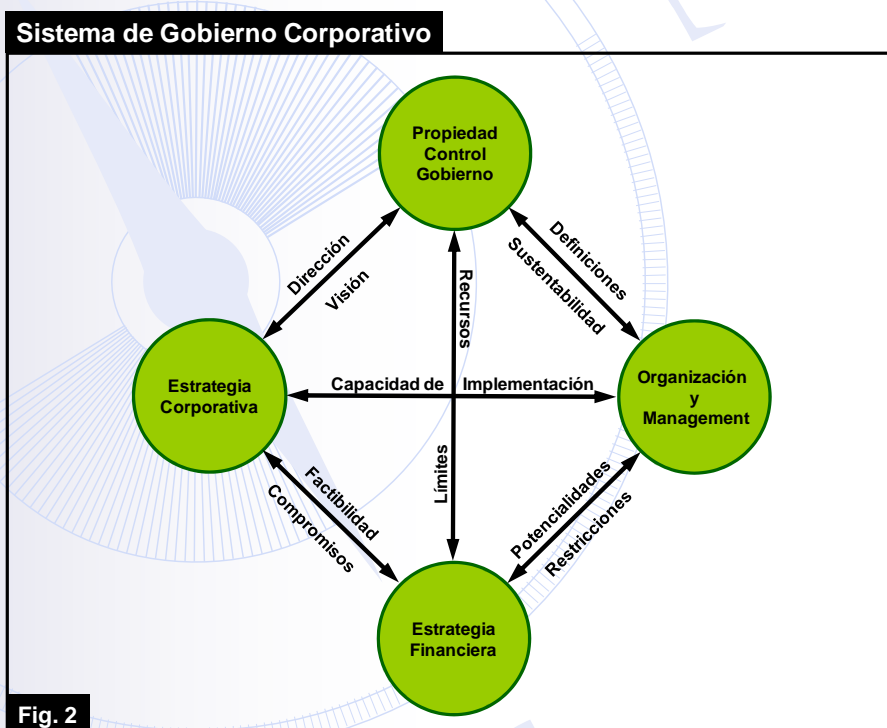 Sistema de Gobierno Corporativo
Propiedad
Control
Gobierno
Dirección
Visión
Recursos
Definiciones
Sustentabilidad
Estrategia
Corporativa
Capacidad de Implementación
Organización
y
Management
Factibilidad
Compromisos
Límites
Potencialidades
Restricciones
Estrategia
Financiera
Fig. 2